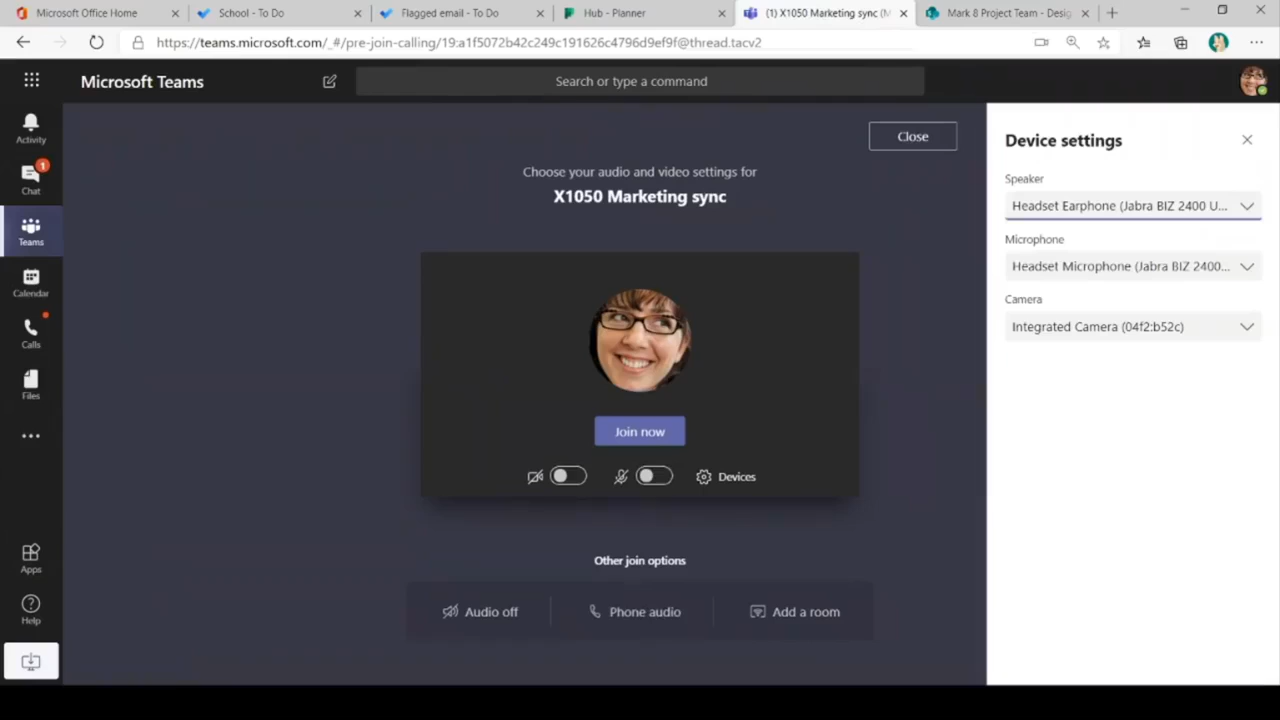 Microsoft Office Home
School - To Do
Flagged email - To Do
Hub - Planner
(1) X1050 Marketing sync (M
Mark 8 Project Team - Desig
https://teams.microsoft.com/_#/pre-join-calling/19:a1f5072b42c249c191626c4796d9ef9f@thread.tacv2
Microsoft Teams
Search or type a command
Activity
1
Chat
Teams
Calendar
Calls
Files
Apps
Help
Close
Choose your audio and video settings for
X1050 Marketing sync
Join now
Devices
Other join options
Audio off
Phone audio
Add a room
Device settings
Speaker
Headset Earphone (Jabra BIZ 2400 U...
Microphone
Headset Microphone (Jabra BIZ 2400...
Camera
Integrated Camera (04f2:b52c)